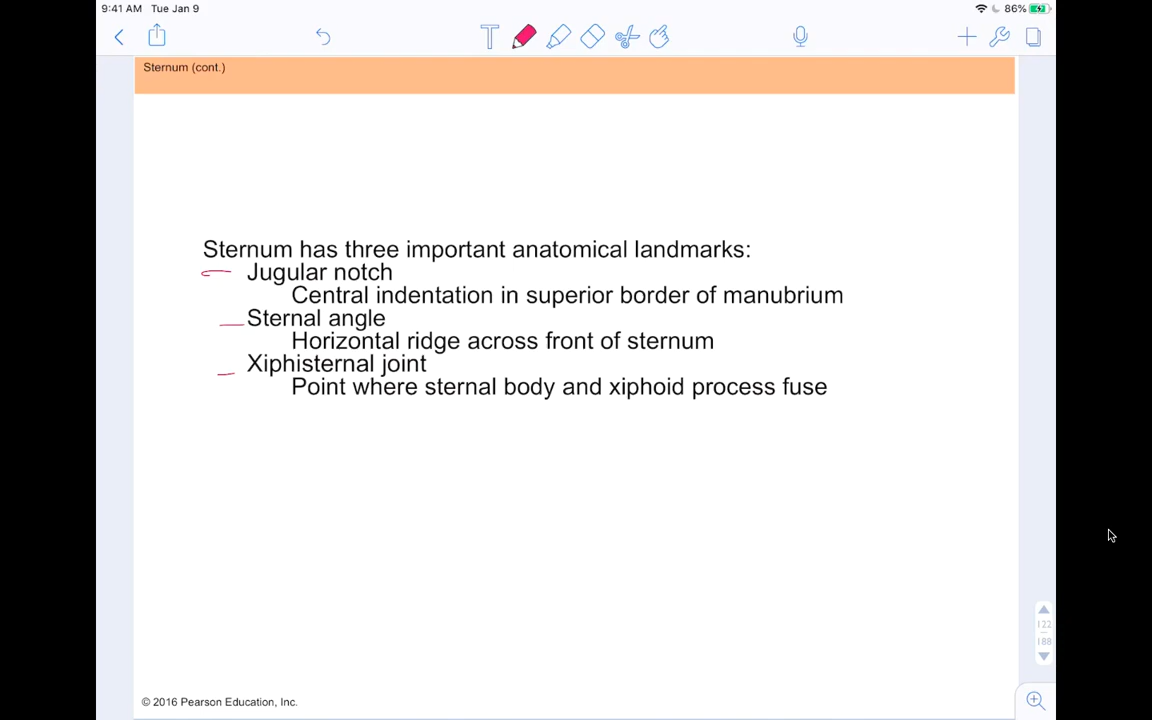 9:41 AM Tue Jan 9 86%
T
Sternum (cont.)
Sternum has three important anatomical landmarks:
Jugular notch
Central indentation in superior border of manubrium
Sternal angle
Horizontal ridge across front of sternum
Xiphisternal joint
Point where sternal body and xiphoid process fuse
122
188
© 2016 Pearson Education, Inc.